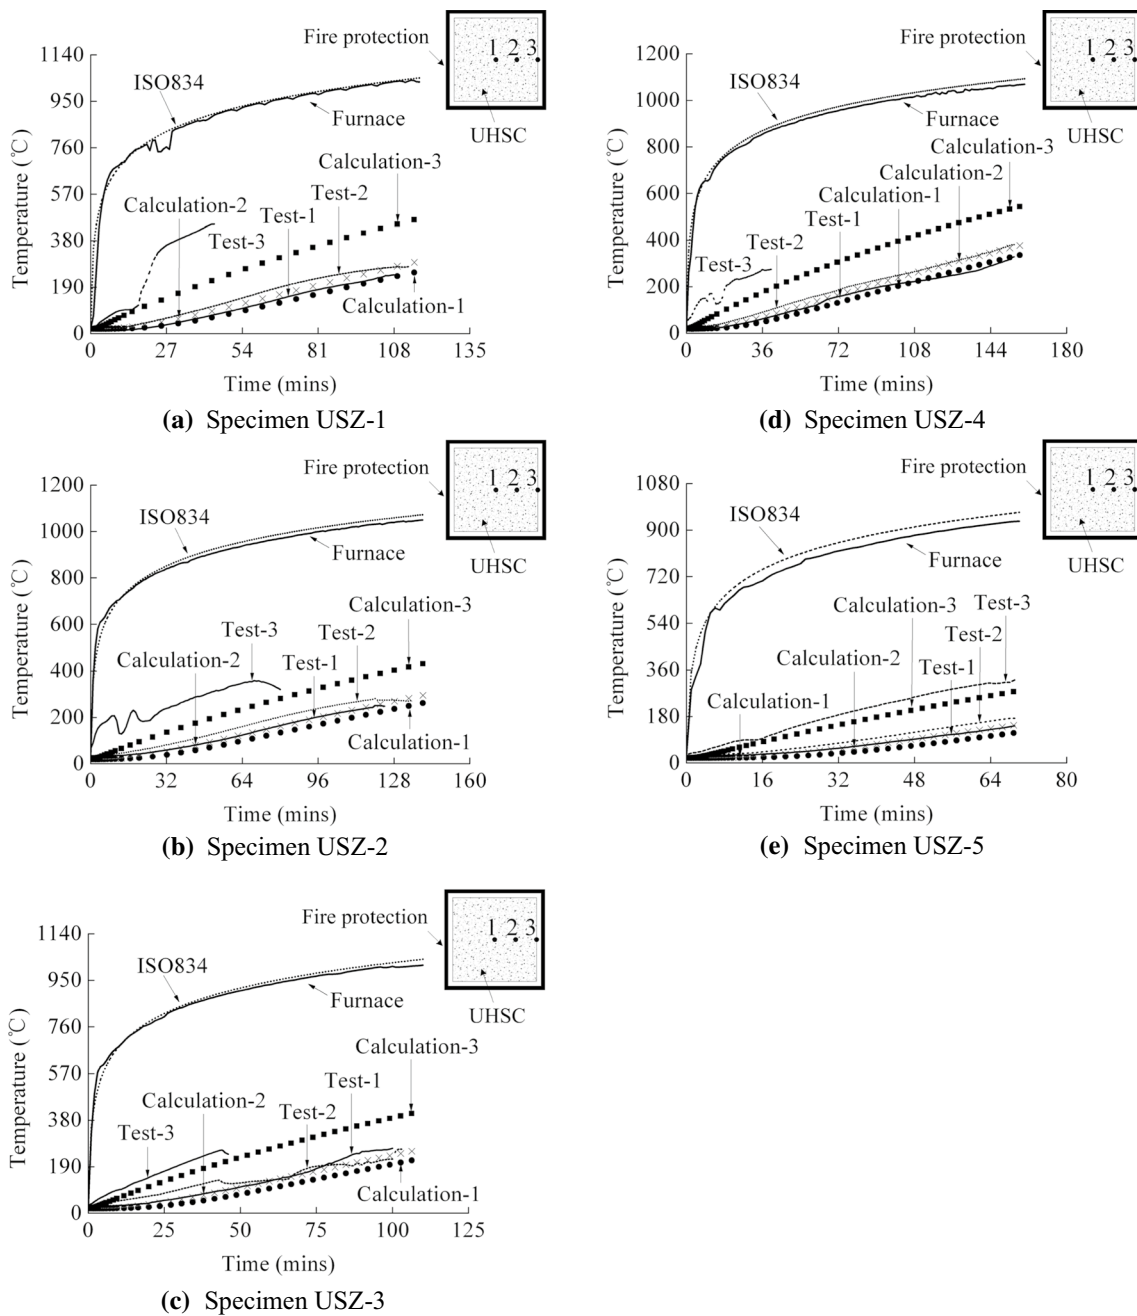 Fire protection
1 2 3
UHSC
1140
950
760
570
380
190
0
Temperature (℃)
ISO834
Furnace
Calculation-3
Test-2
Calculation-2
Test-1
Test-3
Calculation-1
0 27 54 81 108 135
Time (mins)
(a) Specimen USZ-1
Fire protection
1 2 3
UHSC
1200
1000
800
600
400
200
0
Temperature (℃)
ISO834
Furnace
Calculation-3
Calculation-2
Calculation-1
Test-1
Test-2
Test-3
0 36 72 108 144 180
Time (mins)
(d) Specimen USZ-4
Fire protection
1 2 3
UHSC
1200
1000
800
600
400
200
0
Temperature (℃)
ISO834
Furnace
Calculation-3
Test-3
Test-2
Calculation-2
Test-1
Calculation-1
0 32 64 96 128 160
Time (mins)
(b) Specimen USZ-2
Fire protection
1 2 3
UHSC
1080
900
720
540
360
180
0
Temperature (℃)
ISO834
Furnace
Calculation-3
Test-3
Test-2
Calculation-2
Test-1
Calculation-1
0 16 32 48 64 80
Time (mins)
(e) Specimen USZ-5
Fire protection
1 2 3
UHSC
1140
950
760
570
380
190
0
Temperature (℃)
ISO834
Furnace
Calculation-3
Test-1
Calculation-2
Test-2
Test-3
Calculation-1
0 25 50 75 100 125
Time (mins)
(c) Specimen USZ-3